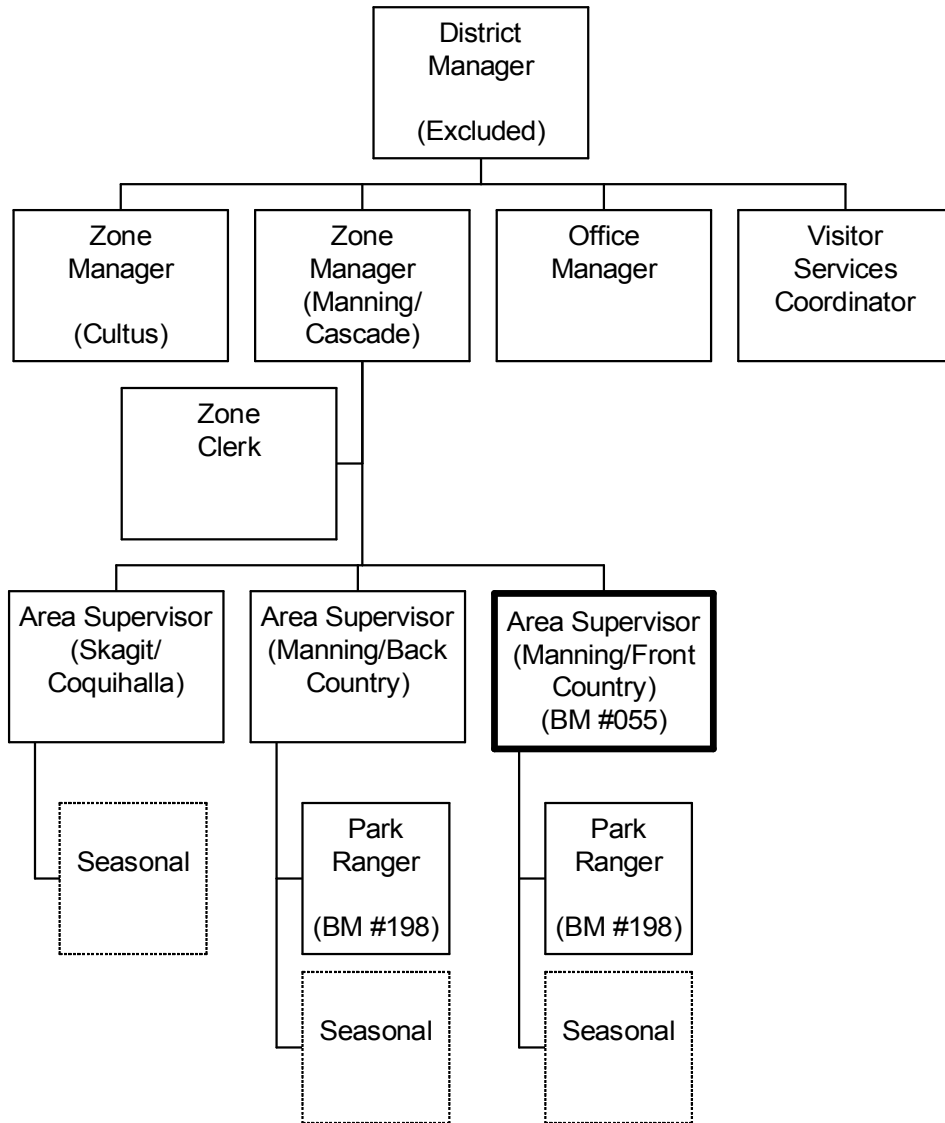 District
Manager
(Excluded)
Zone
Manager
(Cultus)
Zone
Manager
(Manning/
Cascade)
Office
Manager
Visitor
Services
Coordinator
Zone
Clerk
Area Supervisor
(Skagit/
Coquihalla)
Area Supervisor
(Manning/Back
Country)
Area Supervisor
(Manning/Front
Country)
(BM #055)
Seasonal
Park
Ranger
(BM #198)
Park
Ranger
(BM #198)
Seasonal
Seasonal